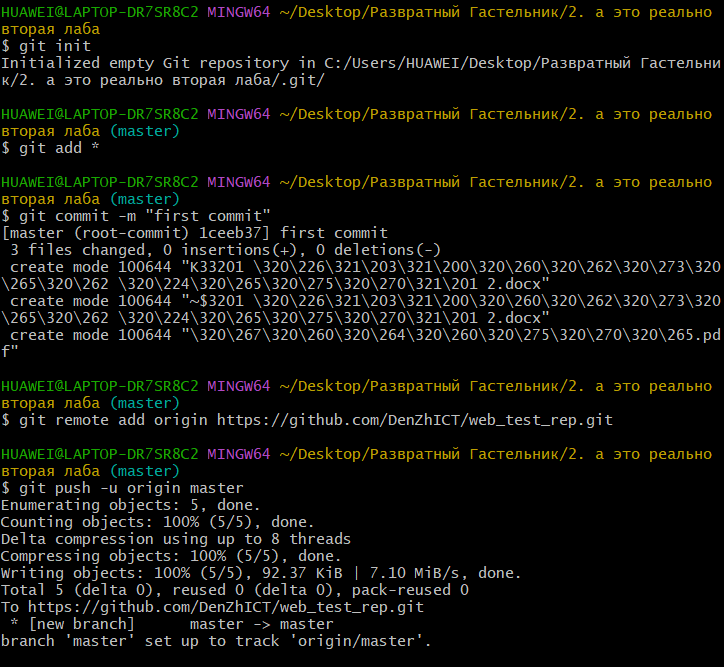 HUAWEI@LAPTOP-DR7SR8C2 MINGW64 ~/Desktop/Развратный Гастельник/2. а это реально
вторая лаба
$ git init
Initialized empty Git repository in C:/Users/HUAWEI/Desktop/Развратный Гастельни
к/2. а это реально вторая лаба/.git/
HUAWEI@LAPTOP-DR7SR8C2 MINGW64 ~/Desktop/Развратный Гастельник/2. а это реально
вторая лаба (master)
$ git add *
HUAWEI@LAPTOP-DR7SR8C2 MINGW64 ~/Desktop/Развратный Гастельник/2. а это реально
вторая лаба (master)
$ git commit -m "first commit"
[master (root-commit) 1ceeb37] first commit
3 files changed, 0 insertions(+), 0 deletions(-)
create mode 100644 "K33201 \320\226\321\203\321\200\320\260\320\262\320\273\320\
265\320\262 \320\224\320\265\320\275\320\270\321\201 2.docx"
create mode 100644 "~$3201 \320\226\321\203\321\200\320\260\320\262\320\273\320\
265\320\262 \320\224\320\265\320\275\320\270\321\201 2.docx"
create mode 100644 "\320\267\320\260\320\264\320\260\320\275\320\270\320\265.pd
f"
HUAWEI@LAPTOP-DR7SR8C2 MINGW64 ~/Desktop/Развратный Гастельник/2. а это реально
вторая лаба (master)
$ git remote add origin https://github.com/DenZhICT/web_test_rep.git
HUAWEI@LAPTOP-DR7SR8C2 MINGW64 ~/Desktop/Развратный Гастельник/2. а это реально
вторая лаба (master)
$ git push -u origin master
Enumerating objects: 5, done.
Counting objects: 100% (5/5), done.
Delta compression using up to 8 threads
Compressing objects: 100% (5/5), done.
Writing objects: 100% (5/5), 92.37 KiB | 7.10 MiB/s, done.
Total 5 (delta 0), reused 0 (delta 0), pack-reused 0
To https://github.com/DenZhICT/web_test_rep.git
* [new branch]      master -> master
branch 'master' set up to track 'origin/master'.